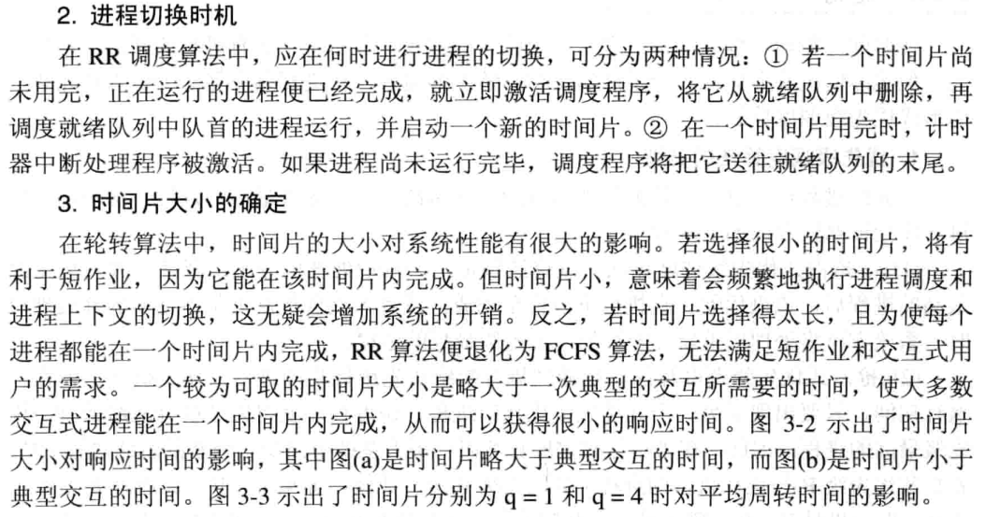 2. 进程切换时机
在 RR 调度算法中，应在何时进行进程的切换，可分为两种情况：① 若一个时间片尚
未用完，正在运行的进程便已经完成，就立即激活调度程序，将它从就绪队列中删除，再
调度就绪队列中队首的进程运行，并启动一个新的时间片。② 在一个时间片用完时，计时
器中断处理程序被激活。如果进程尚未运行完毕，调度程序将把它送往就绪队列的末尾。
3. 时间片大小的确定
在轮转算法中，时间片的大小对系统性能有很大的影响。若选择很小的时间片，将有
利于短作业，因为它能在该时间片内完成。但时间片小，意味着会频繁地执行进程调度和
进程上下文的切换，这无疑会增加系统的开销。反之，若时间片选择得太长，且为使每个
进程都能在一个时间片内完成，RR 算法便退化为 FCFS 算法，无法满足短作业和交互式用
户的需求。一个较为可取的时间片大小是略大于一次典型的交互所需要的时间，使大多数
交互式进程能在一个时间片内完成，从而可以获得很小的响应时间。图 3-2 示出了时间片
大小对响应时间的影响，其中图(a)是时间片略大于典型交互的时间，而图(b)是时间片小于
典型交互的时间。图 3-3 示出了时间片分别为 q = 1 和 q = 4 时对平均周转时间的影响。